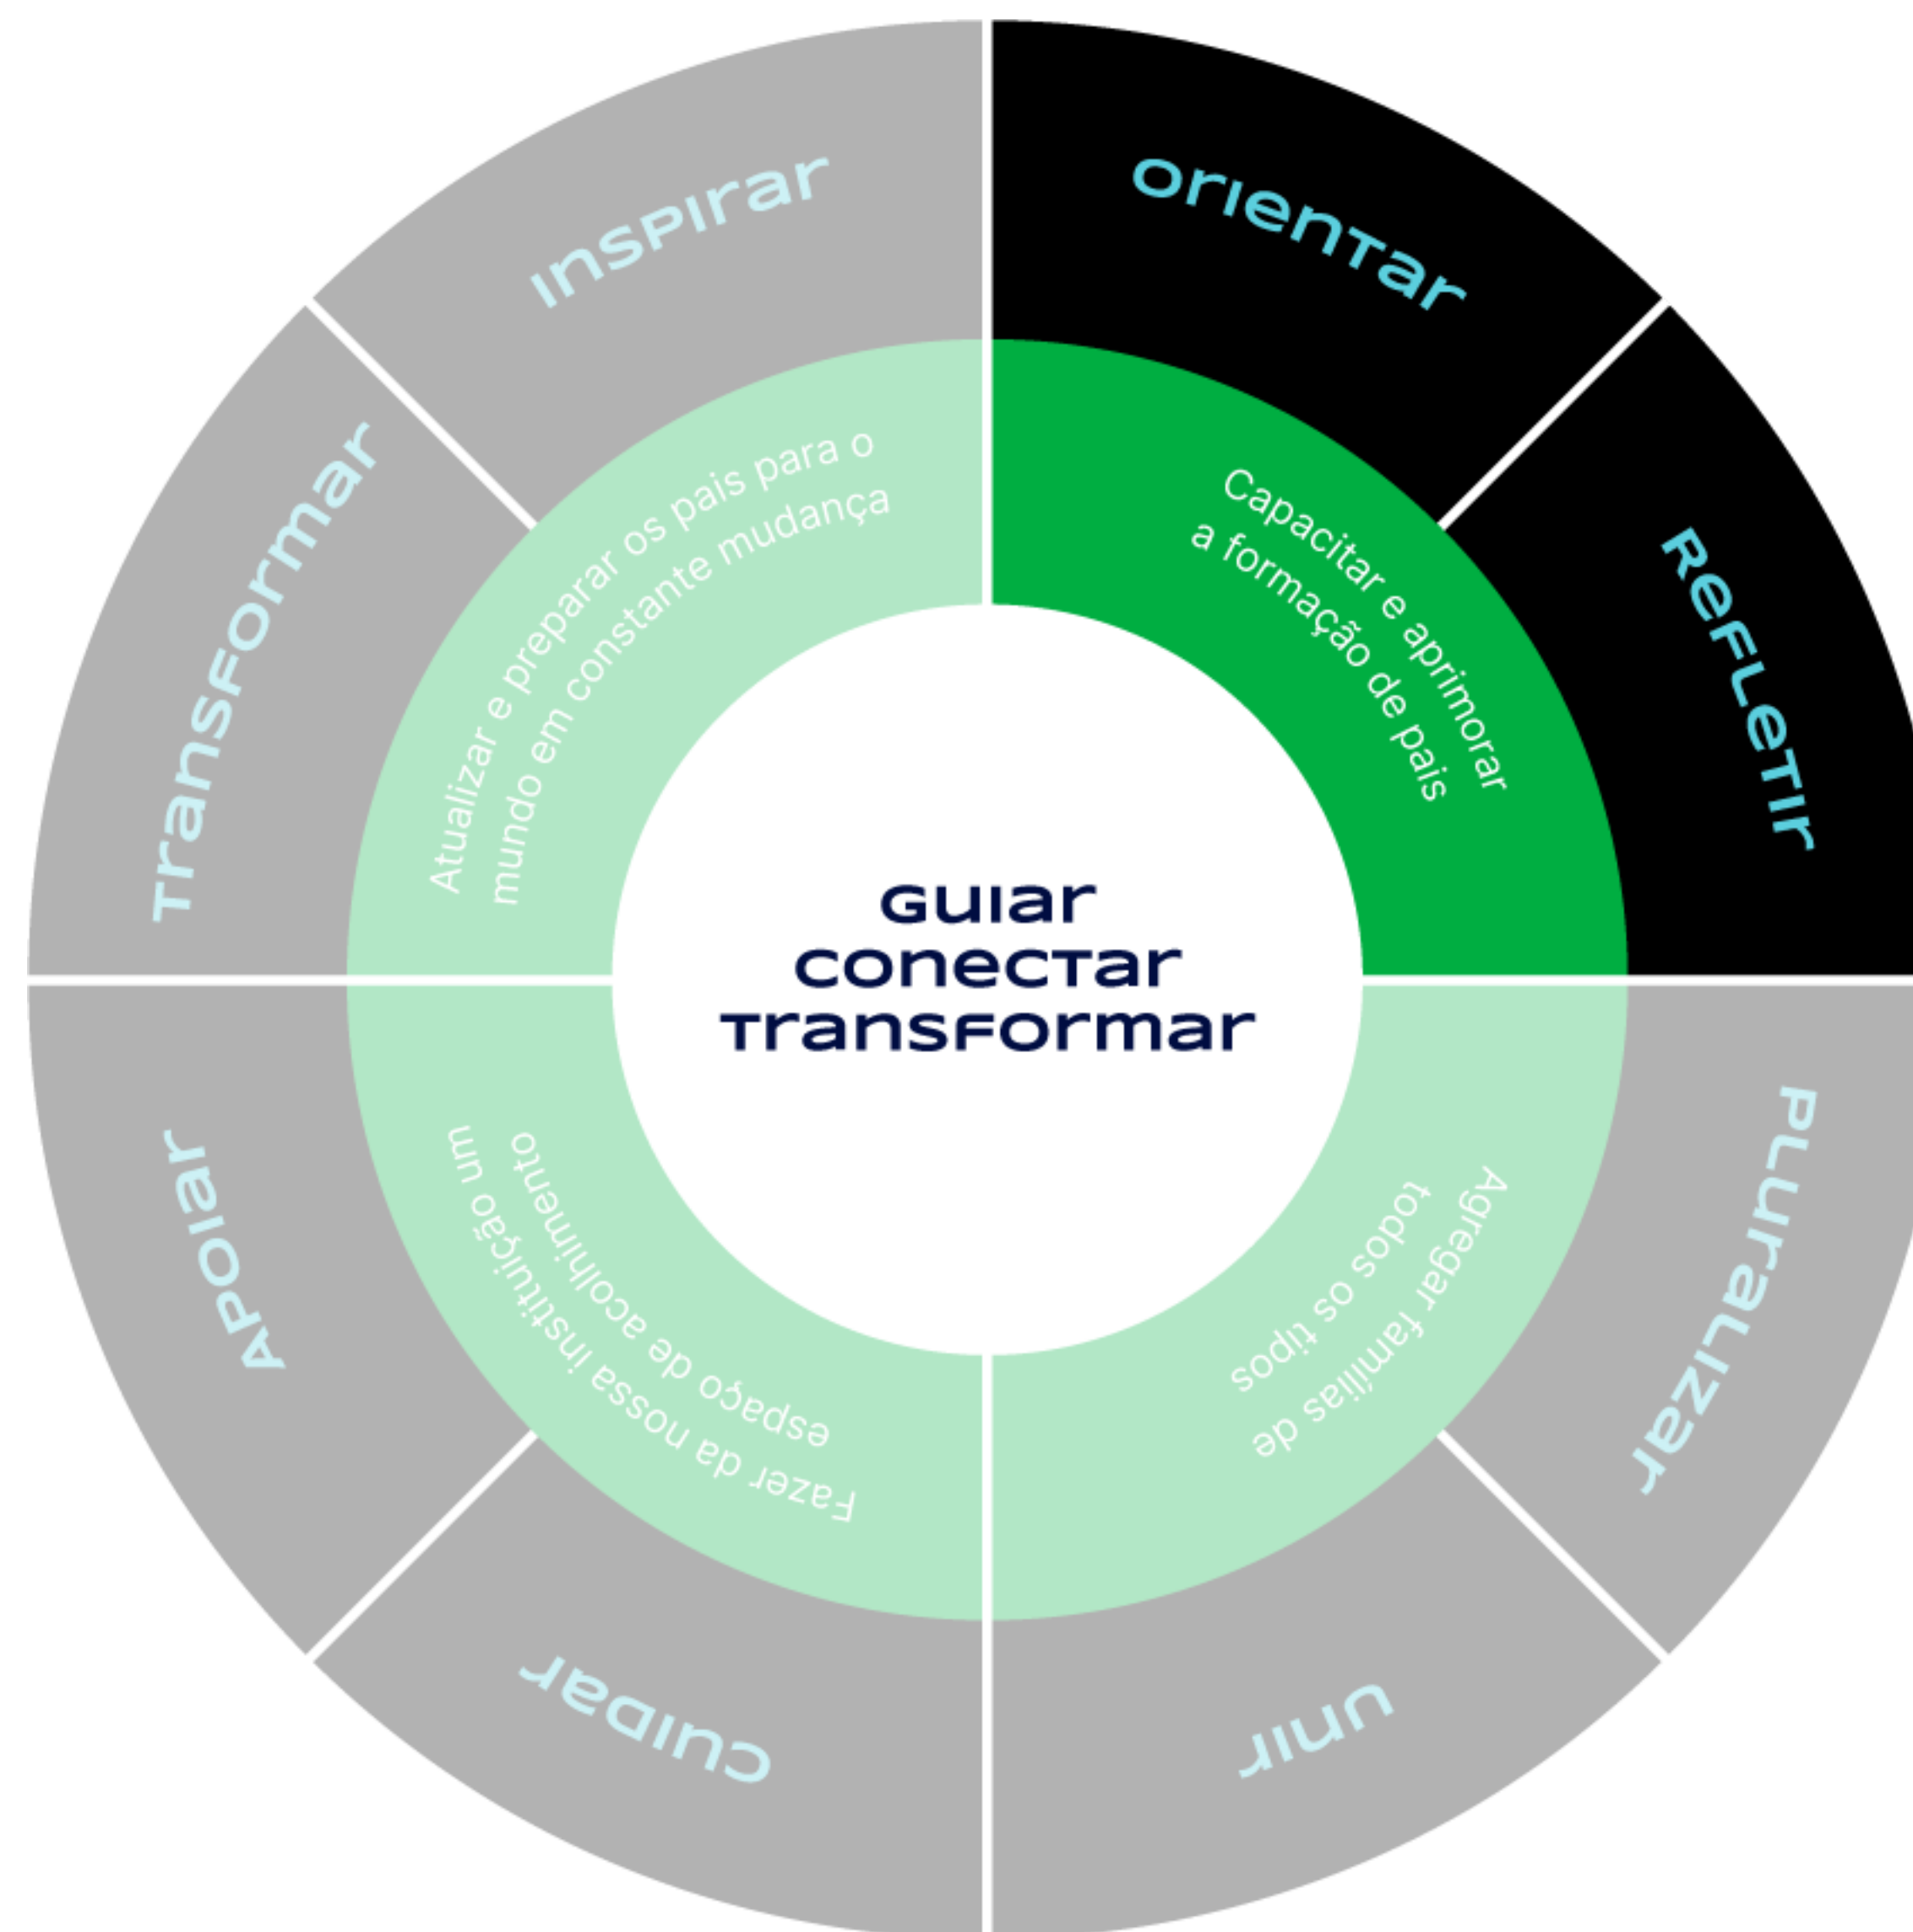 Guiar
Conectar
Transformar
Orientar
Refletir
Capacitar e aprimorar
a formação de pais
Pluralizar
Unir
Agregar famílias de
todos os tipos
Cuidar
Apoiar
Fazer da nossa instituição um
espaço de acolhimento
Transformar
Inspirar
Atualizar e preparar os pais para o
mundo em constante mudança